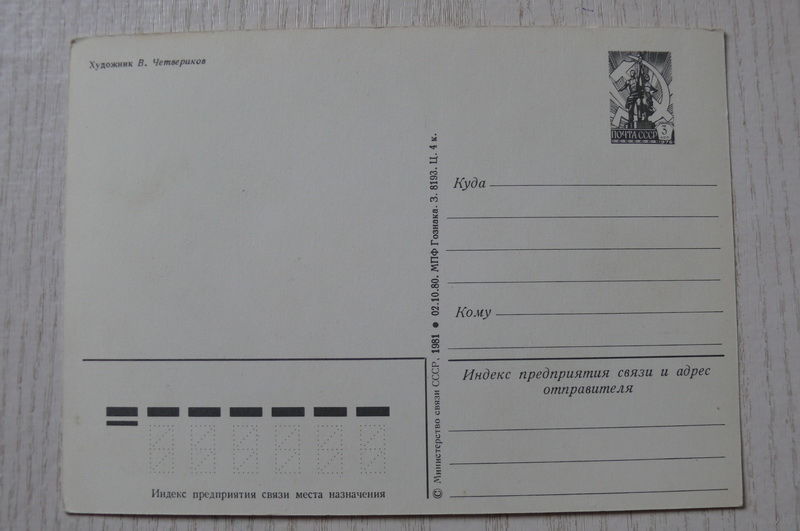 Художник В. Четвериков
ПОЧТА СССР
3
1976
Куда
Кому
Индекс предприятия связи и адрес
отправителя
© Министерство связи СССР, 1981 ● 02.10.80. МПФ Гознака. З. 8193. Ц. 4 к.
Индекс предприятия связи места назначения